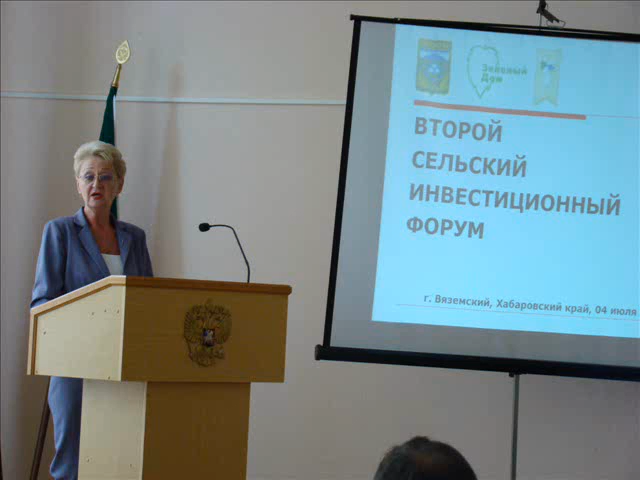 Зеленый
Дом
ВТОРОЙ
СЕЛЬСКИЙ
ИНВЕСТИЦИОННЫЙ
ФОРУМ
г. Вяземский, Хабаровский край, 04 июля